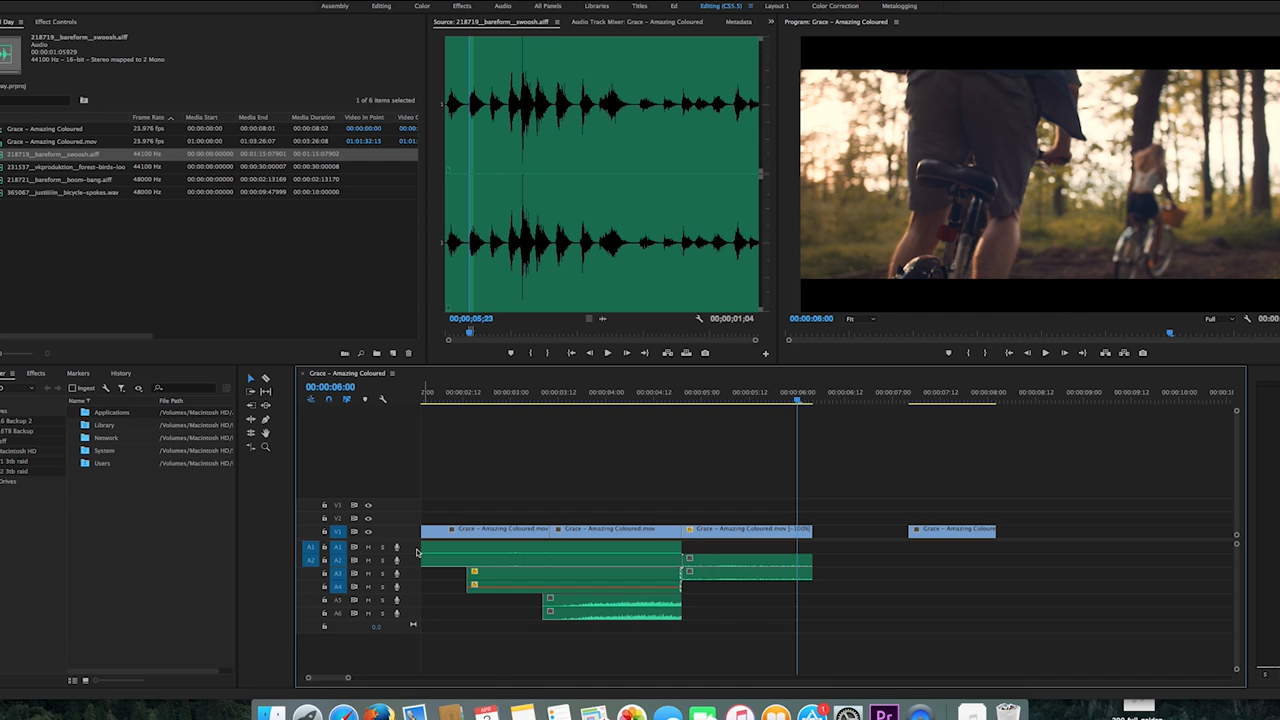 Assembly Editing Color Effects Audio All Panels Libraries Titles Ed Editing (CS5.5) Layout 1 Color Correction Metalogging
Day Effect Controls
218719__bareform__swoosh.aiff
Audio
00:00:01:05929
44100 Hz - 16-bit - Stereo mapped to 2 Mono
way.prproj
1 of 6 items selected
Frame Rate Media Start Media End Media Duration Video In Point Video O
Grace - Amazing Coloured 23.976 fps 00:00:00:00 00:00:08:01 00:00:08:02 00:00:00:00 00:00:
Grace - Amazing Coloured.mov 23.976 fps 01:00:00:00 01:03:26:07 00:03:26:08 01:01:32:15 01:01:
218719__bareform__swoosh.aiff 44100 Hz 00:00:00:00000 00:01:15:07901 00:01:15:07902
231537__vkproduktion__forest-birds-loo 44100 Hz 00:00:00:00000 00:00:30:00007 00:00:30:00008
218721__bareform__boom-bang.aiff 48000 Hz 00:00:00:00000 00:00:02:13169 00:00:02:13170
365067__justiiiiin__bicycle-spokes.wav 48000 Hz 00:00:00:00000 00:00:09:47999 00:00:10:00000
Source: 218719__bareform__swoosh.aiff Audio Track Mixer: Grace - Amazing Coloured Metadata
00;00;05;23 00;00;01;04
Program: Grace - Amazing Coloured
00:00:06:00 Fit Full 00:00:
Effects Markers History
Ingest
Name File Path
Applications /Volumes/Macintosh HD/
Library /Volumes/Macintosh HD/
Network /Volumes/Macintosh HD/
System /Volumes/Macintosh HD/
Users /Volumes/Macintosh HD/
6 Backup 2
6TB Backup
Macintosh HD
1 3tb raid
2 3tb raid
Drives
Grace - Amazing Coloured
00:00:06:00
2:00 00:00:02:12 00:00:03:00 00:00:03:12 00:00:04:00 00:00:04:12 00:00:05:00 00:00:05:12 00:00:06:00 00:00:06:12 00:00:07:00 00:00:07:12 00:00:08:00 00:00:08:12 00:00:09:00 00:00:09:12 00:00:10:00 00:00:10
V3
V2
V1 Grace - Amazing Coloured.mov Grace - Amazing Coloured.mov Grace - Amazing Coloured.mov [-100%] Grace - Amazing Coloure
A1 A1 M S
A2 A2 M S
A3 M S
A4 M S
A5 M S
A6 M S
0.0
APR
Pr
1